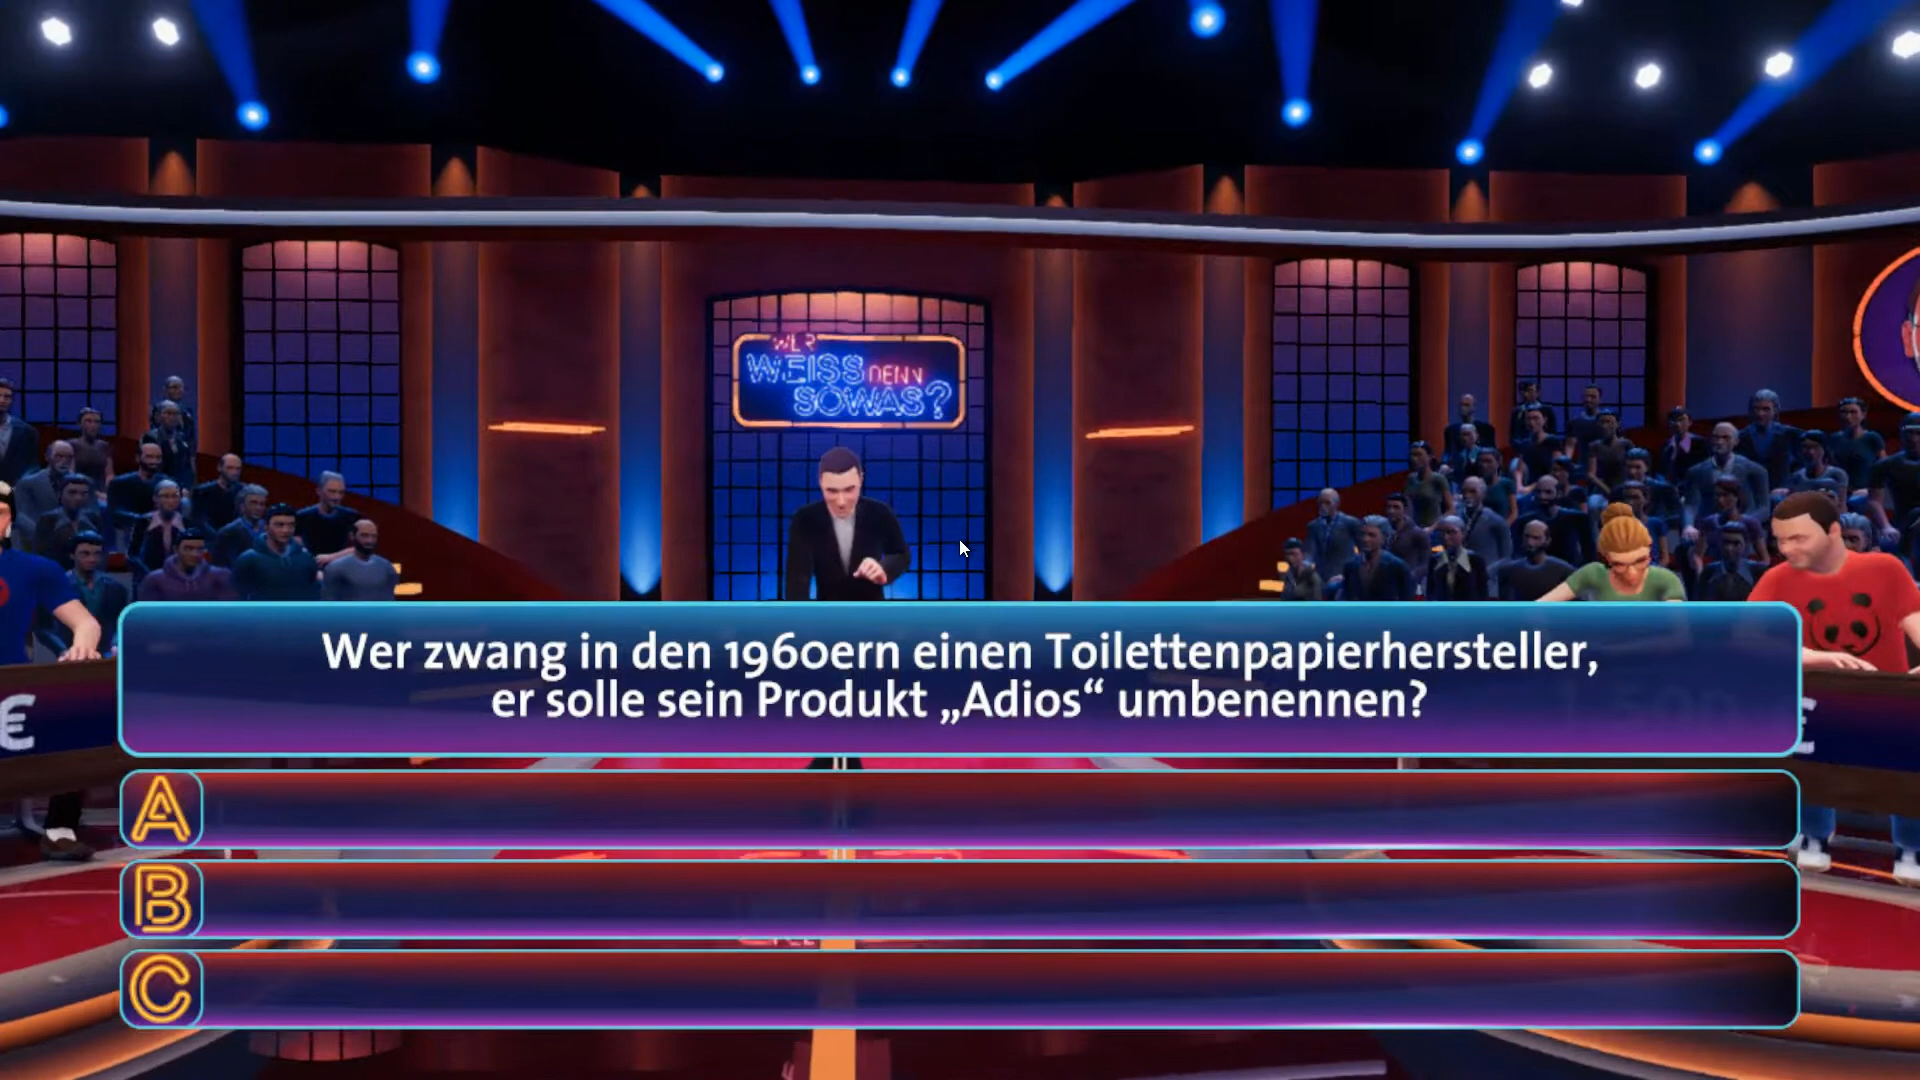 WER
WEISS DENN
SOWAS?
Wer zwang in den 1960ern einen Toilettenpapierhersteller,
er solle sein Produkt „Adios“ umbenennen?
€
€
A
B
C